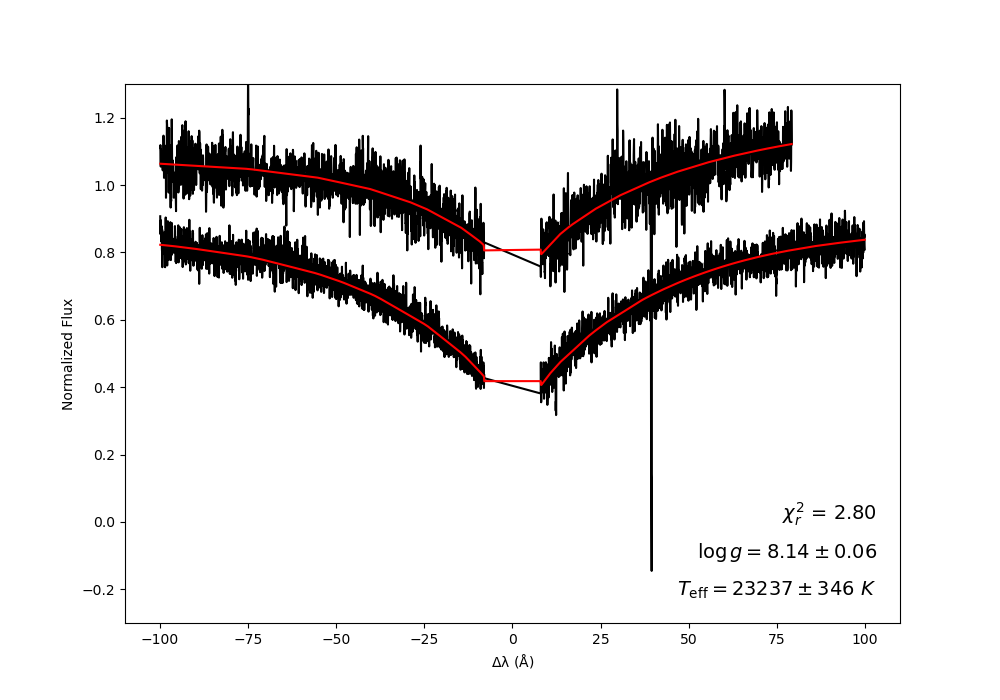 1.2
1.0
0.8
0.6
0.4
0.2
0.0
−0.2
Normalized Flux
χ²ᵣ = 2.80
log g = 8.14 ± 0.06
T_eff = 23237 ± 346 K
−100 −75 −50 −25 0 25 50 75 100
Δλ (Å)